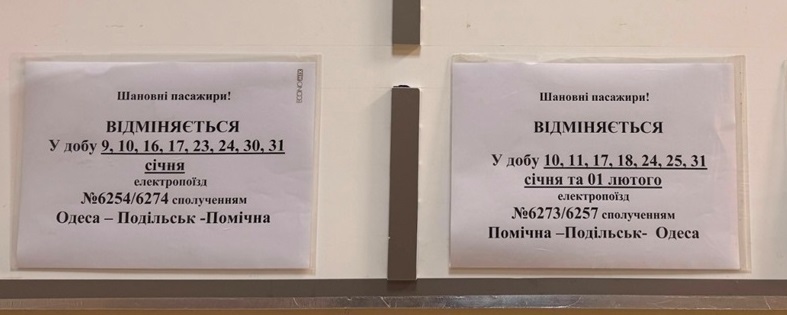 Шановні пасажири!
ВІДМІНЯЄТЬСЯ
У добу 9, 10, 16, 17, 23, 24, 30, 31
січня
електропоїзд
№6254/6274 сполученням
Одеса – Подільськ -Помічна
Шановні пасажири!
ВІДМІНЯЄТЬСЯ
У добу 10, 11, 17, 18, 24, 25, 31
січня та 01 лютого
електропоїзд
№6273/6257 сполученням
Помічна –Подільськ- Одеса